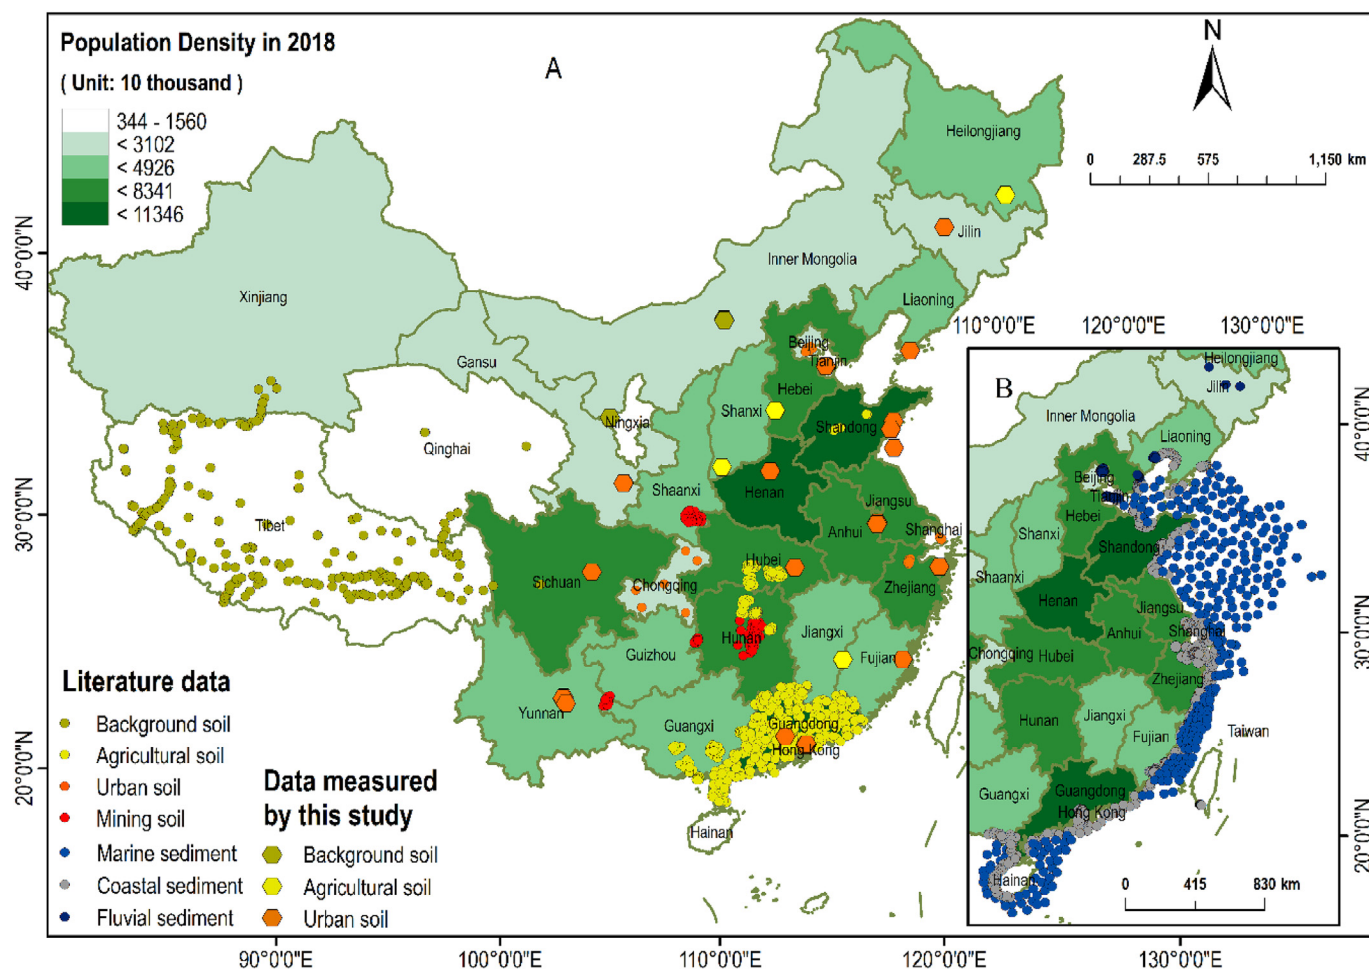 Population Density in 2018
( Unit: 10 thousand )
344 - 1560
< 3102
< 4926
< 8341
< 11346
A
N
0 287.5 575 1,150 km
Heilongjiang
Jilin
Inner Mongolia
Liaoning
Xinjiang
Gansu
Beijing
Tianjin
Hebei
Ningxia
Shanxi
Shandong
Qinghai
Shaanxi
Henan
Jiangsu
Tibet
Anhui
Shanghai
Hubei
Sichuan
Chongqing
Zhejiang
Hunan
Jiangxi
Guizhou
Fujian
Yunnan
Guangxi
Guangdong
Hong Kong
Hainan
40°0'0"N
30°0'0"N
20°0'0"N
90°0'0"E
100°0'0"E
110°0'0"E
120°0'0"E
130°0'0"E
Literature data
Background soil
Agricultural soil
Urban soil
Mining soil
Marine sediment
Coastal sediment
Fluvial sediment
Data measured
by this study
Background soil
Agricultural soil
Urban soil
110°0'0"E
120°0'0"E
130°0'0"E
B
Heilongjiang
Jilin
Inner Mongolia
Liaoning
Beijing
Tianjin
Hebei
Shanxi
Shandong
Shaanxi
Henan
Jiangsu
Anhui
Shanghai
Chongqing
Hubei
Zhejiang
Hunan
Jiangxi
Fujian
Taiwan
Guangxi
Guangdong
Hong Kong
Hainan
0 415 830 km
40°0'0"N
30°0'0"N
20°0'0"N